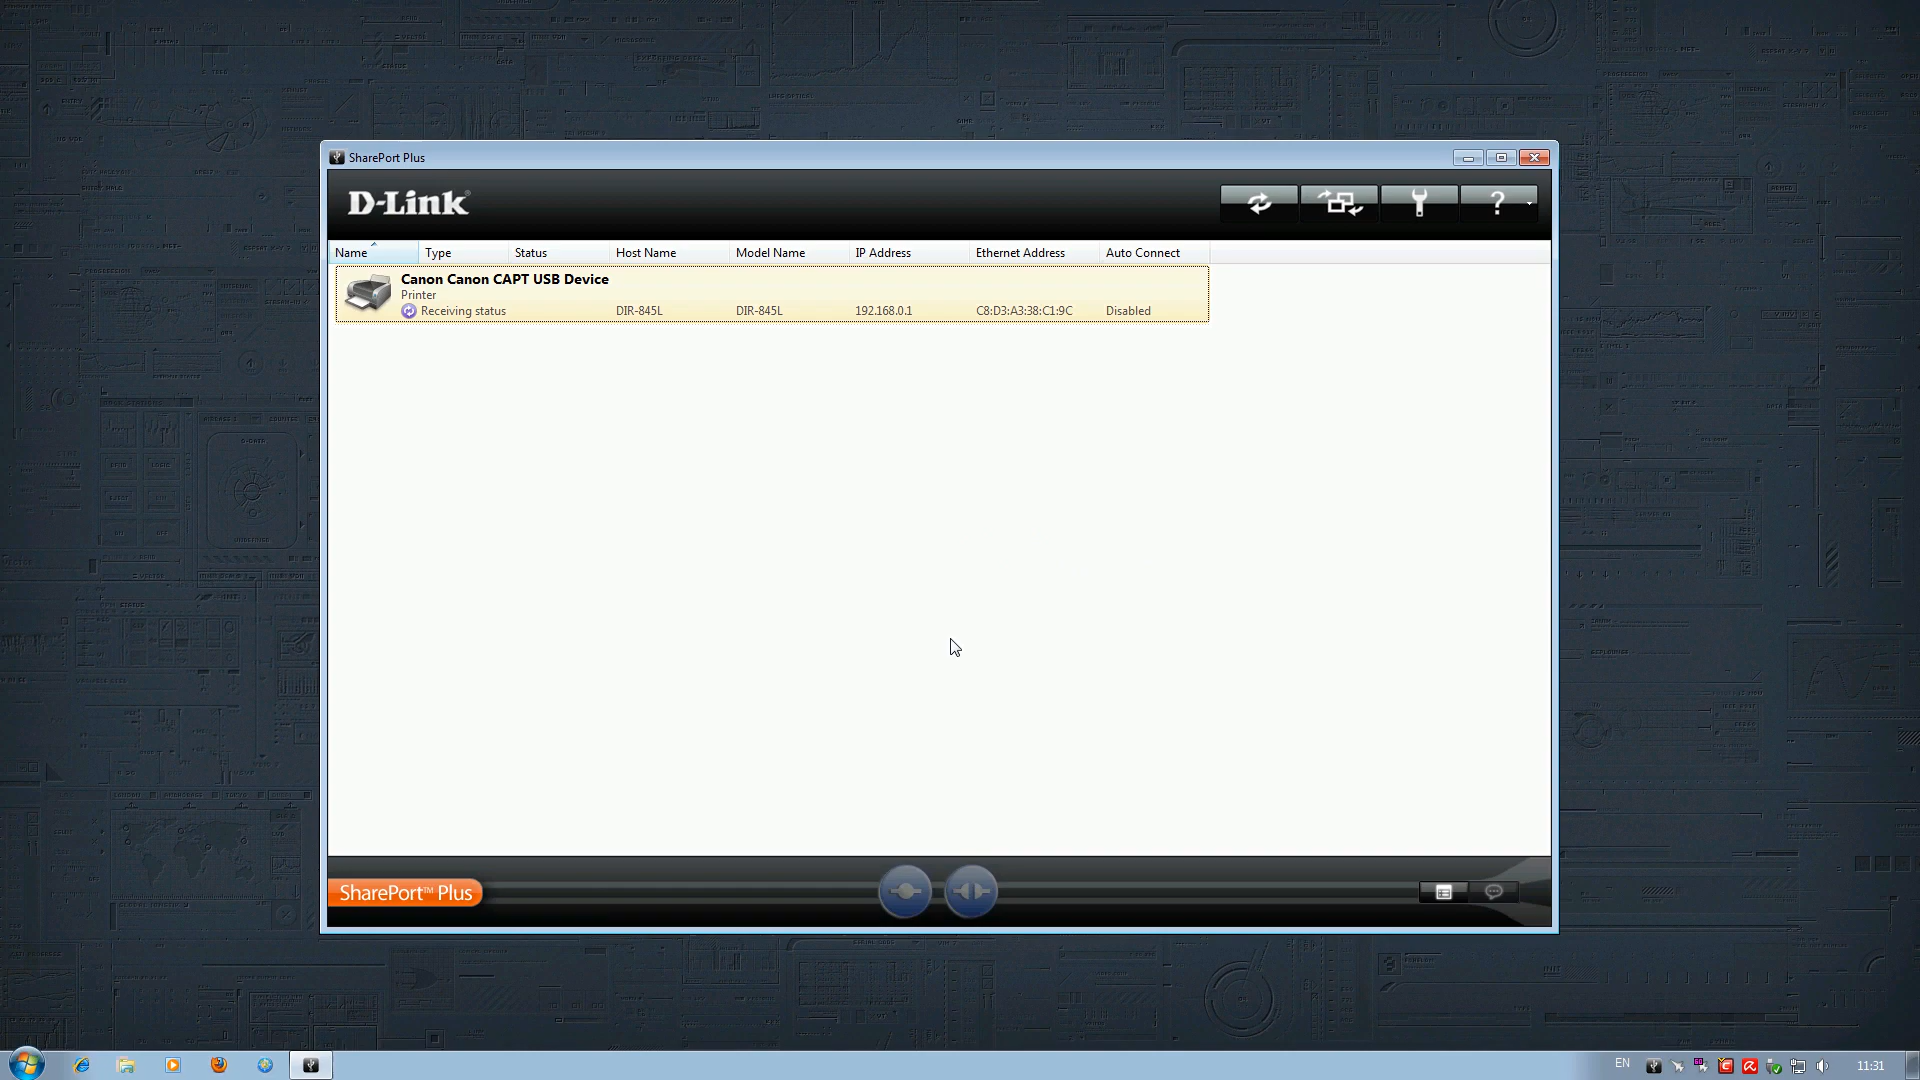 SharePort Plus
D-Link®
Name Type Status Host Name Model Name IP Address Ethernet Address Auto Connect
Canon Canon CAPT USB Device
Printer
Receiving status DIR-845L DIR-845L 192.168.0.1 C8:D3:A3:38:C1:9C Disabled
SharePort™ Plus
EN 11:31